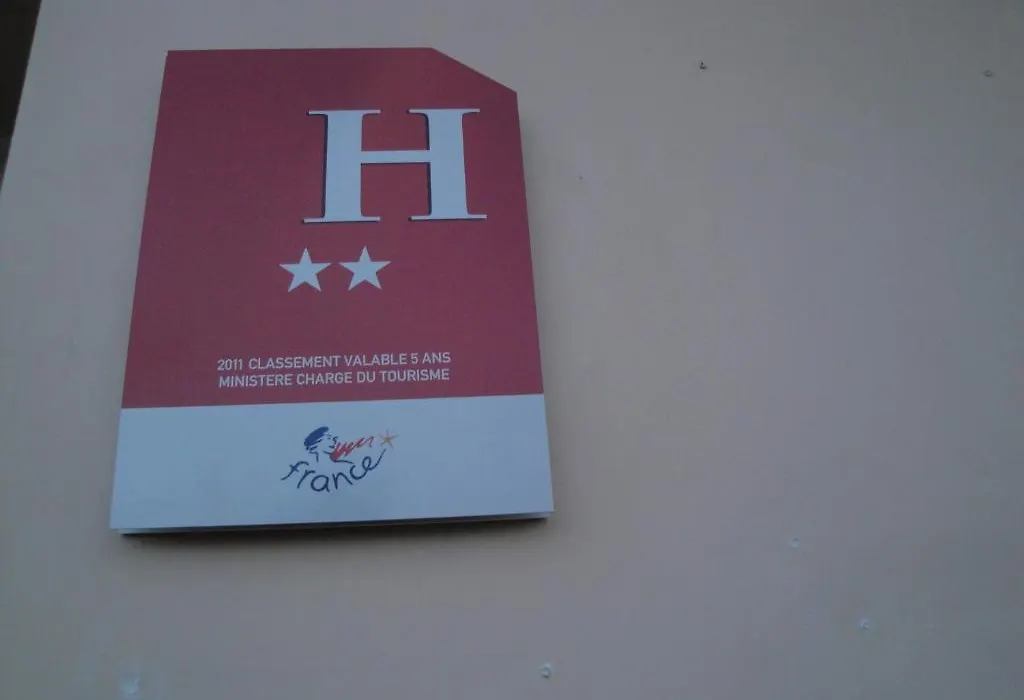 H
2011 CLASSEMENT VALABLE 5 ANS
MINISTERE CHARGE DU TOURISME
france